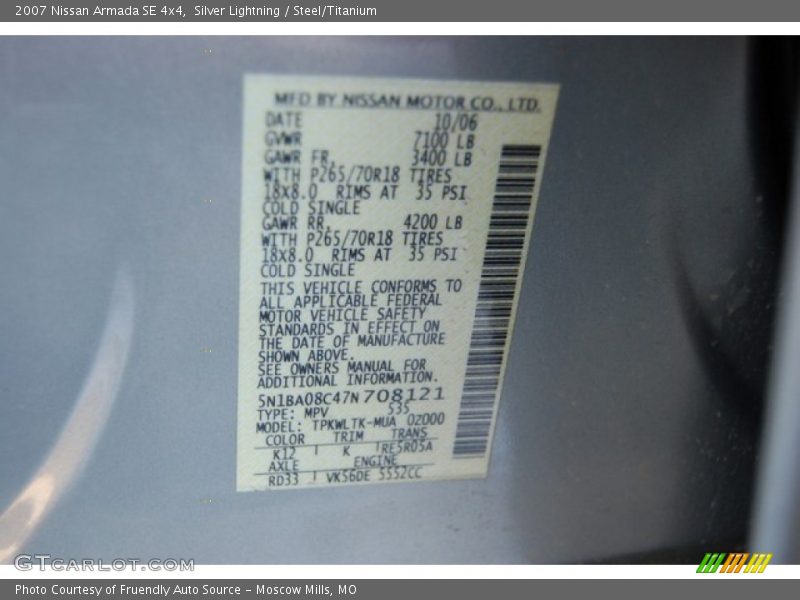 2007 Nissan Armada SE 4x4, Silver Lightning / Steel/Titanium
MFD BY NISSAN MOTOR CO., LTD.
DATE 10/06
GVWR 7100 LB
GAWR FR. 3400 LB
WITH P265/70R18 TIRES
18X8.0 RIMS AT 35 PSI
COLD SINGLE
GAWR RR. 4200 LB
WITH P265/70R18 TIRES
18X8.0 RIMS AT 35 PSI
COLD SINGLE
THIS VEHICLE CONFORMS TO
ALL APPLICABLE FEDERAL
MOTOR VEHICLE SAFETY
STANDARDS IN EFFECT ON
THE DATE OF MANUFACTURE
SHOWN ABOVE.
SEE OWNERS MANUAL FOR
ADDITIONAL INFORMATION.
5N1BA08C47N708121
TYPE: MPV 535
MODEL: TPKWLTK-MUA 02000
COLOR TRIM TRANS
K12 K RE5R05A
AXLE ENGINE
RD33 VK56DE 5552CC
GTCARLOT.COM
Photo Courtesy of Fruendly Auto Source - Moscow Mills, MO